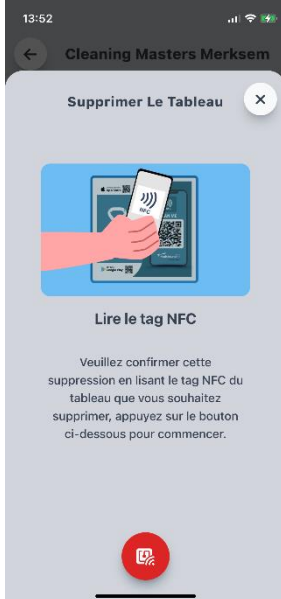 13:52
Cleaning Masters Merksem
Supprimer Le Tableau
NFC
Lire le tag NFC
Veuillez confirmer cette
suppression en lisant le tag NFC du
tableau que vous souhaitez
supprimer, appuyez sur le bouton
ci-dessous pour commencer.